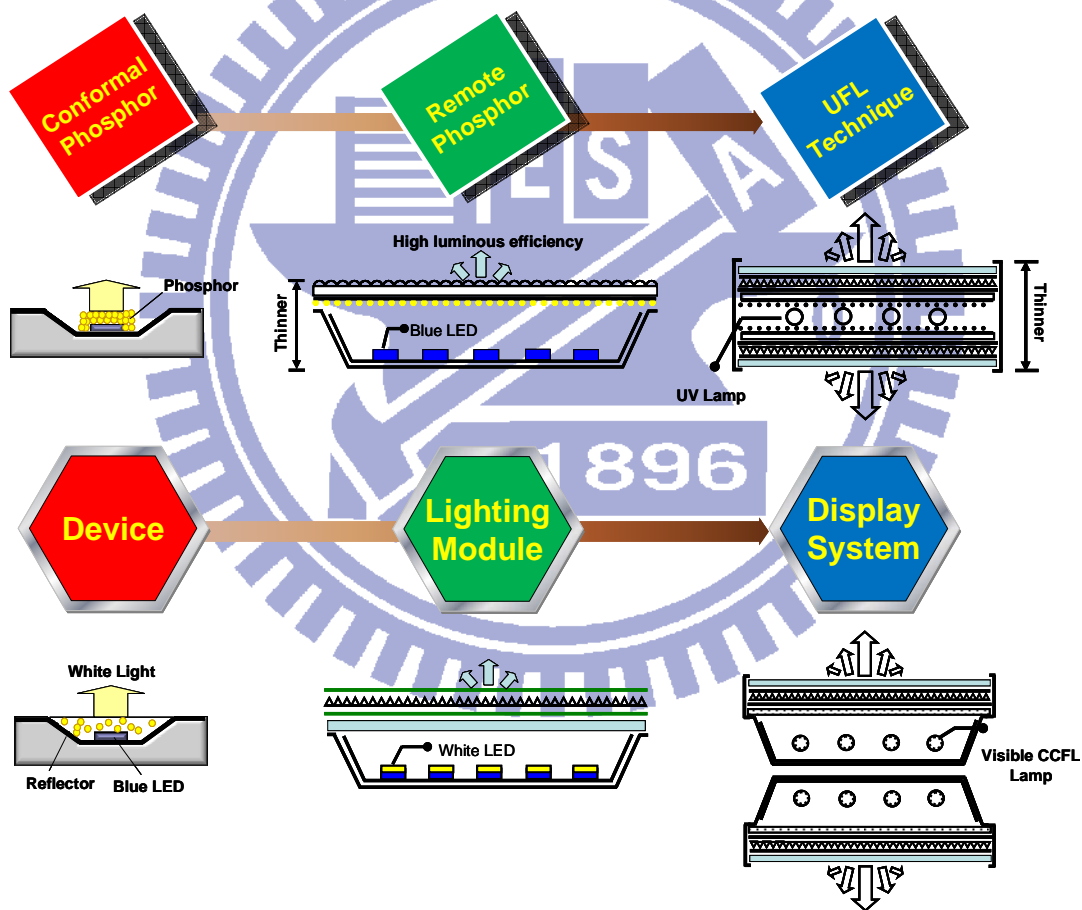 Conformal
Phosphor
Remote
Phosphor
UFL
Technique
ES
A
High luminous efficiency
Phosphor
Thinner
Blue LED
Thinner
UV Lamp
1896
Device
Lighting
Module
Display
System
White Light
Reflector
Blue LED
White LED
Visible CCFL
Lamp